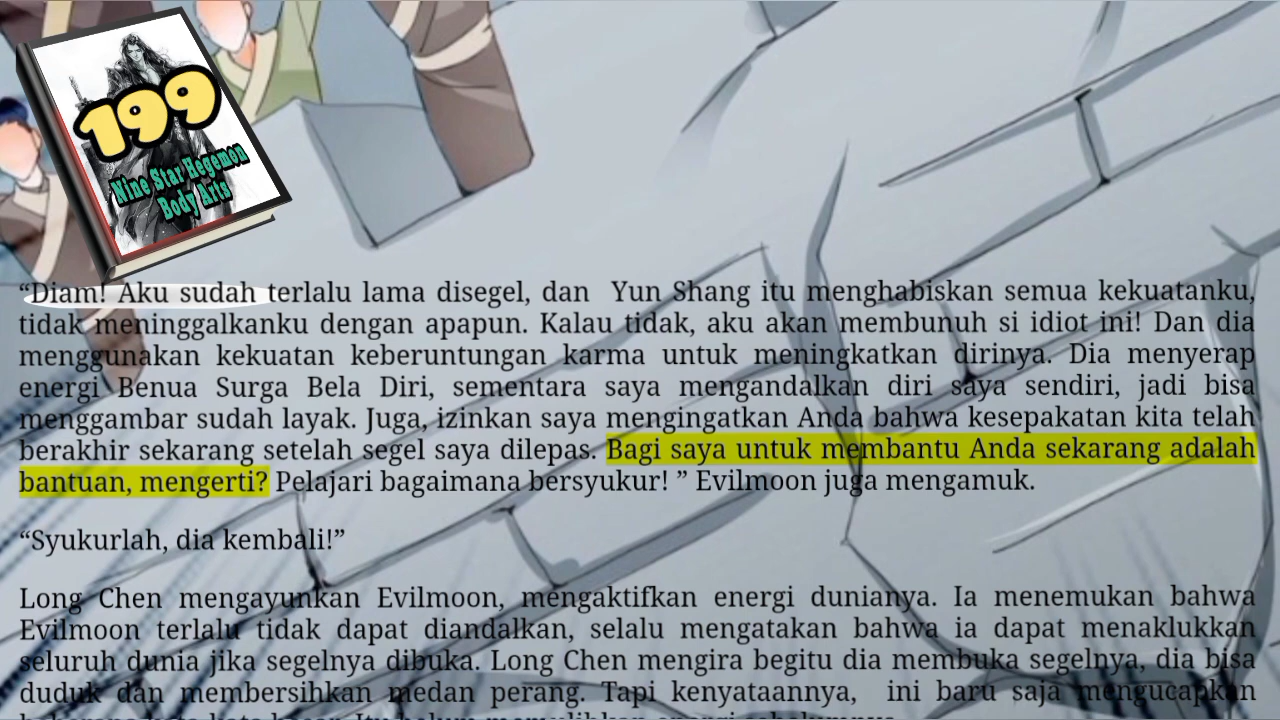 199
Nine Star Hegemon
Body Arts
“Diam! Aku sudah terlalu lama disegel, dan Yun Shang itu menghabiskan semua kekuatanku,
tidak meninggalkanku dengan apapun. Kalau tidak, aku akan membunuh si idiot ini! Dan dia
menggunakan kekuatan keberuntungan karma untuk meningkatkan dirinya. Dia menyerap
energi Benua Surga Bela Diri, sementara saya mengandalkan diri saya sendiri, jadi bisa
menggambar sudah layak. Juga, izinkan saya mengingatkan Anda bahwa kesepakatan kita telah
berakhir sekarang setelah segel saya dilepas. Bagi saya untuk membantu Anda sekarang adalah
bantuan, mengerti? Pelajari bagaimana bersyukur! ” Evilmoon juga mengamuk.
“Syukurlah, dia kembali!”
Long Chen mengayunkan Evilmoon, mengaktifkan energi dunianya. Ia menemukan bahwa
Evilmoon terlalu tidak dapat diandalkan, selalu mengatakan bahwa ia dapat menaklukkan
seluruh dunia jika segelnya dibuka. Long Chen mengira begitu dia membuka segelnya, dia bisa
duduk dan membersihkan medan perang. Tapi kenyataannya, ini baru saja mengucapkan